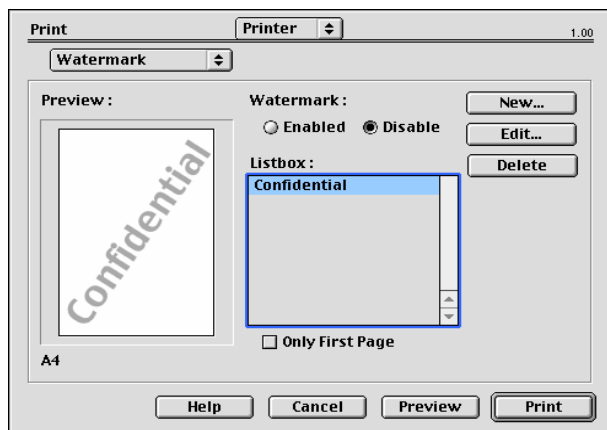 Print Printer 1.00
Watermark
Preview : Watermark : New...
Enabled Disable Edit...
Listbox : Delete
Confidential
Confidential
Only First Page
A4
Help Cancel Preview Print